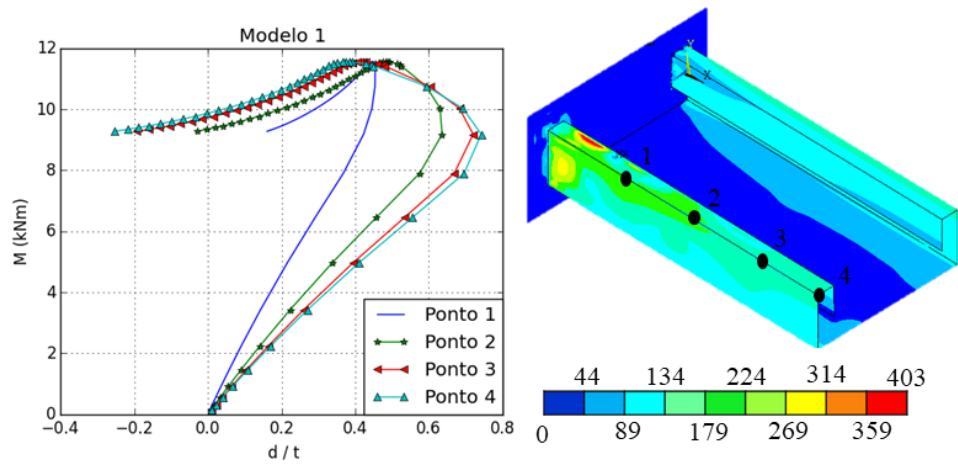 Modelo 1
12
10
8
6
4
2
0
M (kNm)
−0.4 −0.2 0.0 0.2 0.4 0.6 0.8
d / t
Ponto 1
Ponto 2
Ponto 3
Ponto 4
Y
X
1
2
3
4
44 134 224 314 403
0 89 179 269 359